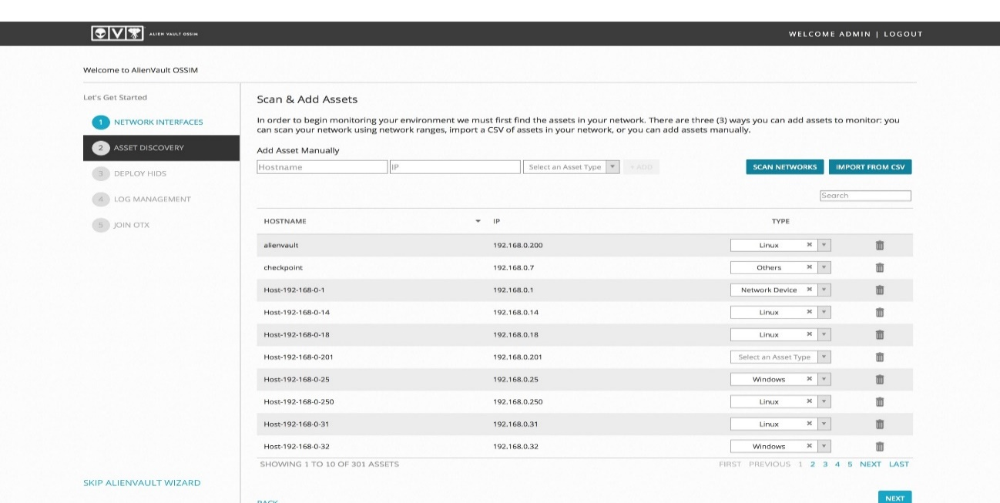 ALIEN VAULT OSSIM
WELCOME ADMIN | LOGOUT
Welcome to AlienVault OSSIM
Let's Get Started
1 NETWORK INTERFACES
2 ASSET DISCOVERY
3 DEPLOY HIDS
4 LOG MANAGEMENT
5 JOIN OTX
SKIP ALIENVAULT WIZARD
Scan & Add Assets
In order to begin monitoring your environment we must first find the assets in your network. There are three (3) ways you can add assets to monitor: you
can scan your network using network ranges, import a CSV of assets in your network, or you can add assets manually.
Add Asset Manually
Hostname IP Select an Asset Type + ADD SCAN NETWORKS IMPORT FROM CSV
Search
HOSTNAME IP TYPE
alienvault 192.168.0.200 Linux
checkpoint 192.168.0.7 Others
Host-192-168-0-1 192.168.0.1 Network Device
Host-192-168-0-14 192.168.0.14 Linux
Host-192-168-0-18 192.168.0.18 Linux
Host-192-168-0-201 192.168.0.201 Select an Asset Type
Host-192-168-0-25 192.168.0.25 Windows
Host-192-168-0-250 192.168.0.250 Linux
Host-192-168-0-31 192.168.0.31 Linux
Host-192-168-0-32 192.168.0.32 Windows
SHOWING 1 TO 10 OF 301 ASSETS FIRST PREVIOUS 1 2 3 4 5 NEXT LAST
BACK NEXT